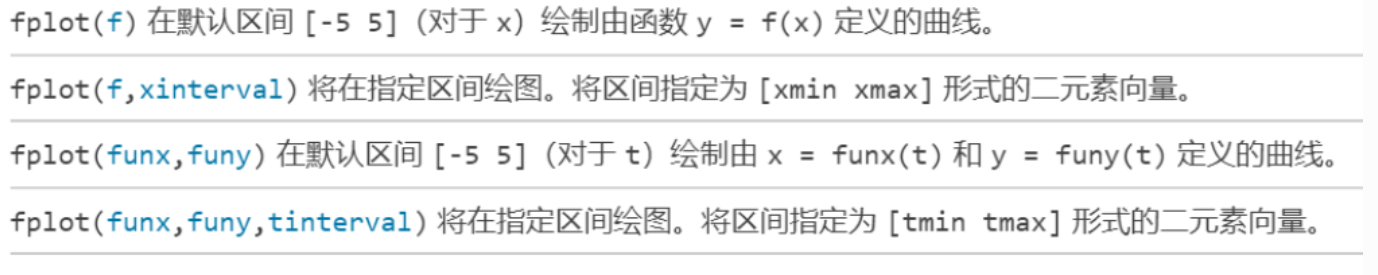 fplot(f) 在默认区间 [-5 5]（对于 x）绘制由函数 y = f(x) 定义的曲线。
fplot(f,xinterval) 将在指定区间绘图。将区间指定为 [xmin xmax] 形式的二元素向量。
fplot(funx,funy) 在默认区间 [-5 5]（对于 t）绘制由 x = funx(t) 和 y = funy(t) 定义的曲线。
fplot(funx,funy,tinterval) 将在指定区间绘图。将区间指定为 [tmin tmax] 形式的二元素向量。